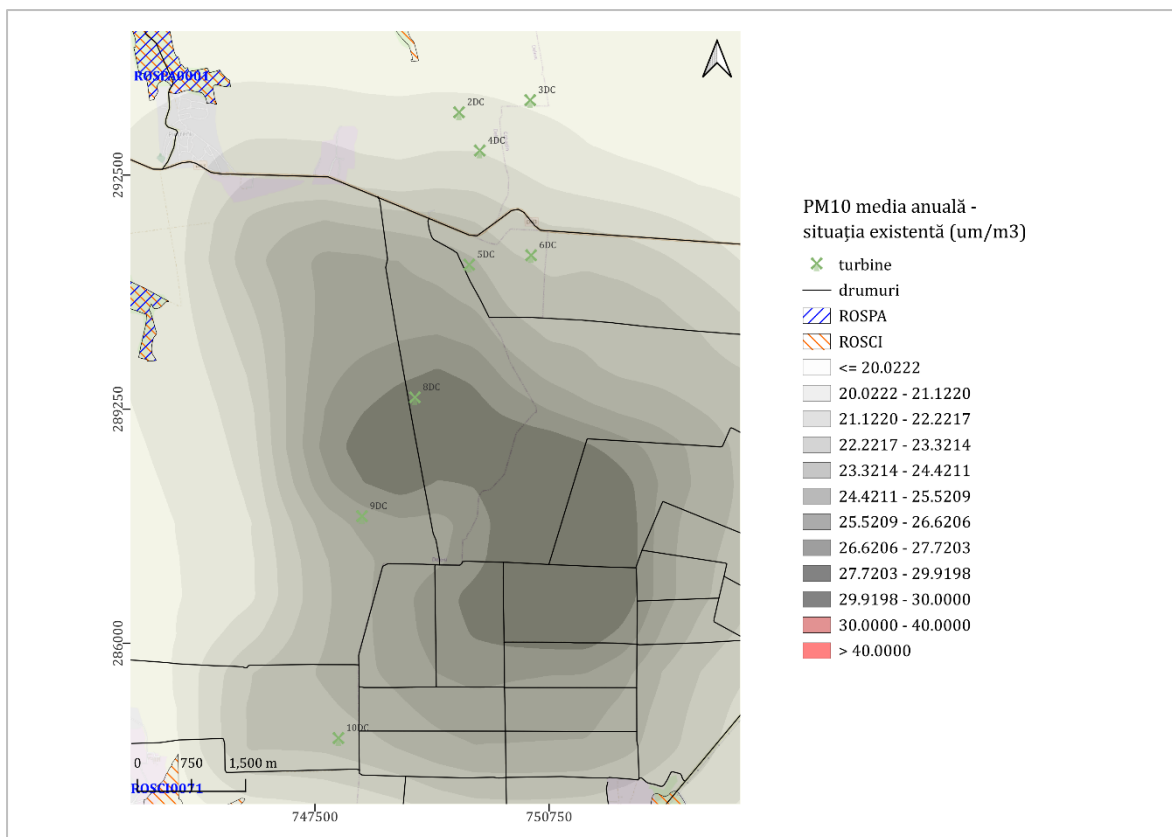 ROSPA0001
2DC
3DC
4DC
5DC
6DC
8DC
9DC
10DC
292500
289250
286000
0 750 1,500 m
ROSCI0071
747500 750750
PM10 media anuală -
situația existentă (um/m3)
turbine
drumuri
ROSPA
ROSCI
<= 20.0222
20.0222 - 21.1220
21.1220 - 22.2217
22.2217 - 23.3214
23.3214 - 24.4211
24.4211 - 25.5209
25.5209 - 26.6206
26.6206 - 27.7203
27.7203 - 29.9198
29.9198 - 30.0000
30.0000 - 40.0000
> 40.0000